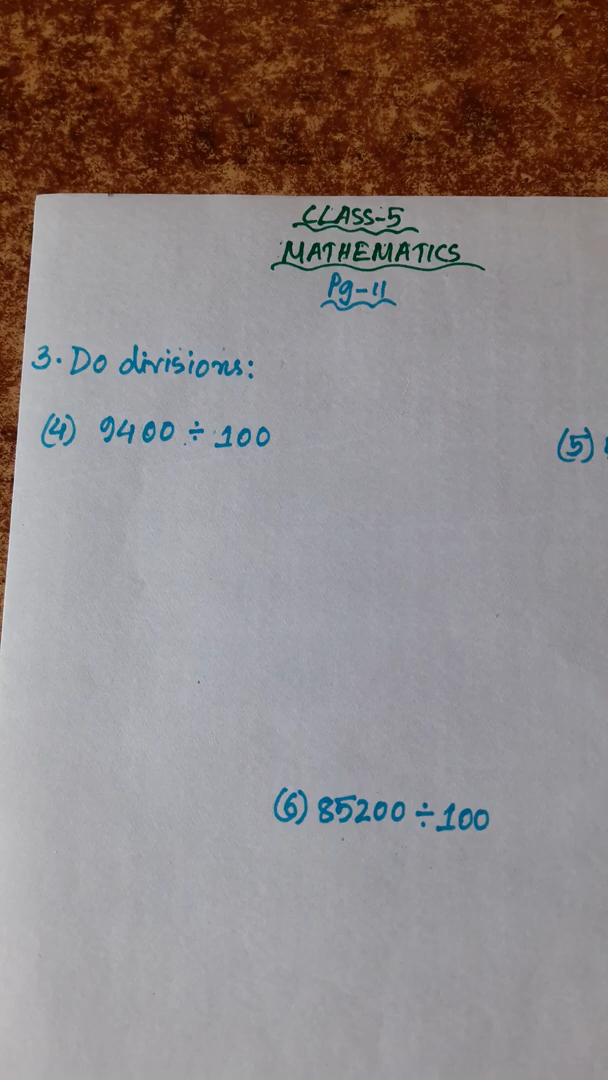 CLASS-5
MATHEMATICS
Pg-11
3. Do divisions:
(4) 9400 ÷ 100
(5)
(6) 85200 ÷ 100